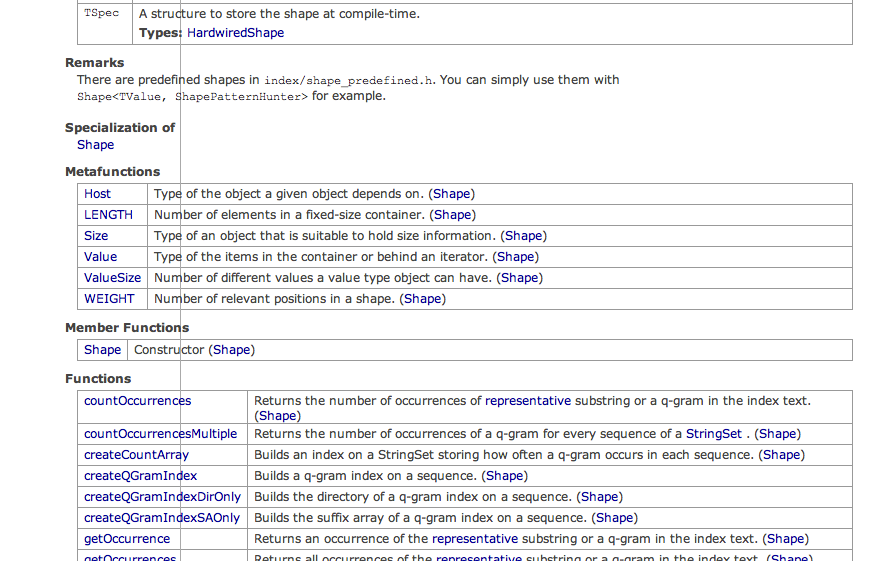 TSpec A structure to store the shape at compile-time.
Types: HardwiredShape
Remarks
There are predefined shapes in index/shape_predefined.h. You can simply use them with
Shape<TValue, ShapePatternHunter> for example.
Specialization of
Shape
Metafunctions
Host Type of the object a given object depends on. (Shape)
LENGTH Number of elements in a fixed-size container. (Shape)
Size Type of an object that is suitable to hold size information. (Shape)
Value Type of the items in the container or behind an iterator. (Shape)
ValueSize Number of different values a value type object can have. (Shape)
WEIGHT Number of relevant positions in a shape. (Shape)
Member Functions
Shape Constructor (Shape)
Functions
countOccurrences Returns the number of occurrences of representative substring or a q-gram in the index text.
(Shape)
countOccurrencesMultiple Returns the number of occurrences of a q-gram for every sequence of a StringSet . (Shape)
createCountArray Builds an index on a StringSet storing how often a q-gram occurs in each sequence. (Shape)
createQGramIndex Builds a q-gram index on a sequence. (Shape)
createQGramIndexDirOnly Builds the directory of a q-gram index on a sequence. (Shape)
createQGramIndexSAOnly Builds the suffix array of a q-gram index on a sequence. (Shape)
getOccurrence Returns an occurrence of the representative substring or a q-gram in the index text. (Shape)
getOccurrences Returns all occurrences of the representative substring or a q-gram in the index text. (Shape)